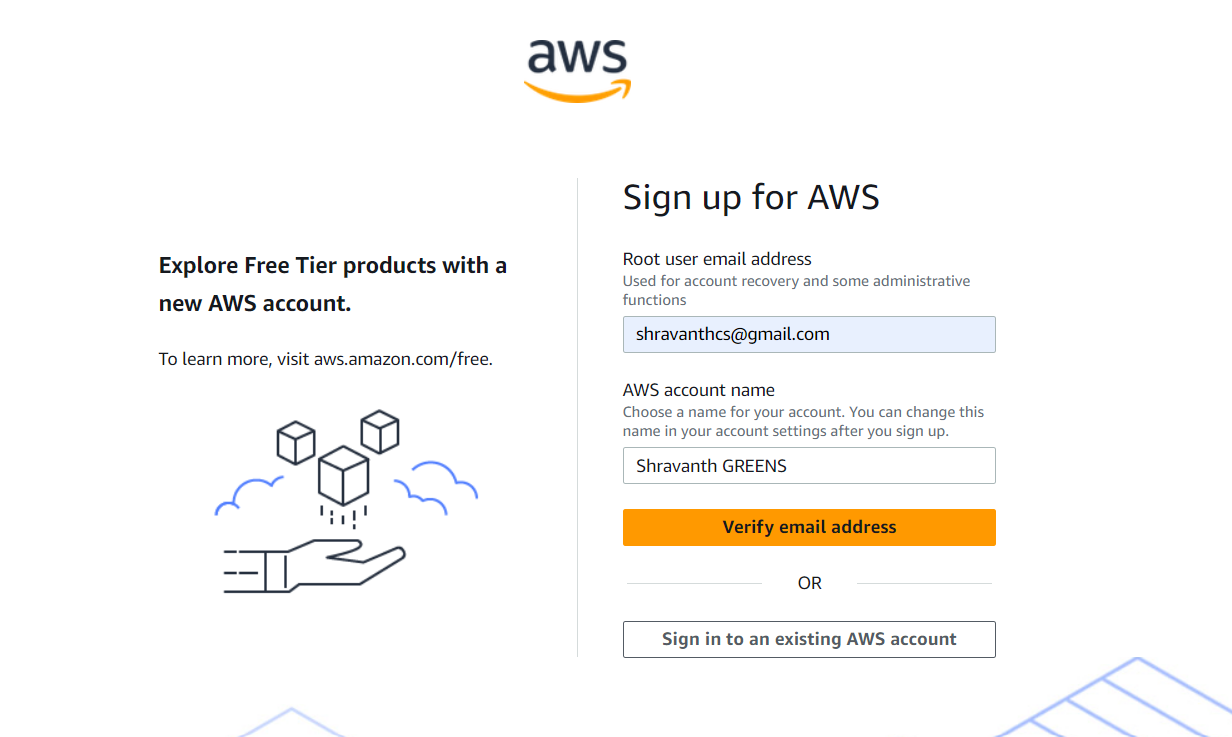 aws
Explore Free Tier products with a
new AWS account.
To learn more, visit aws.amazon.com/free.
Sign up for AWS
Root user email address
Used for account recovery and some administrative
functions
shravanthcs@gmail.com
AWS account name
Choose a name for your account. You can change this
name in your account settings after you sign up.
Shravanth GREENS
Verify email address
OR
Sign in to an existing AWS account